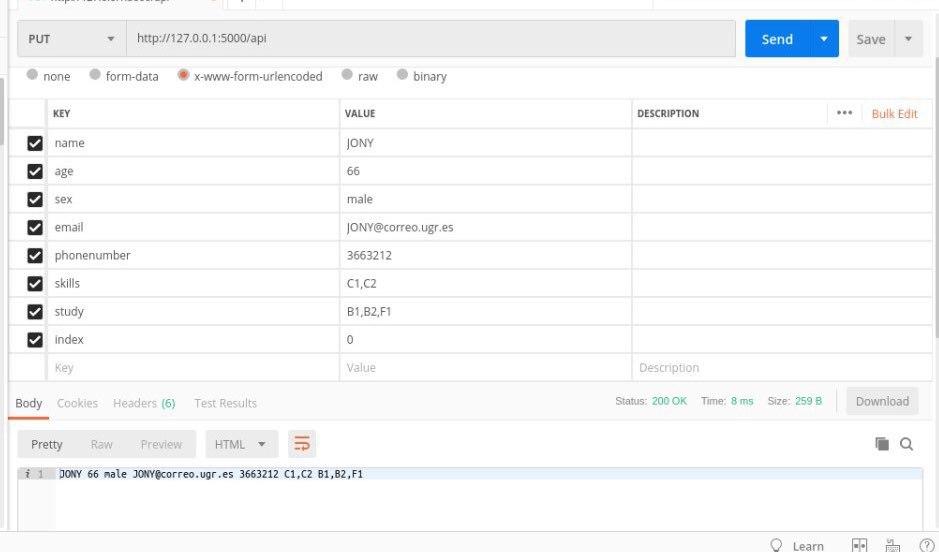 PUT http://127.0.0.1:5000/api Send Save
none form-data x-www-form-urlencoded raw binary
KEY VALUE DESCRIPTION ••• Bulk Edit
name JONY
age 66
sex male
email JONY@correo.ugr.es
phonenumber 3663212
skills C1,C2
study B1,B2,F1
index 0
Key Value Description
Body Cookies Headers (6) Test Results Status: 200 OK Time: 8 ms Size: 259 B Download
Pretty Raw Preview HTML
i 1 JONY 66 male JONY@correo.ugr.es 3663212 C1,C2 B1,B2,F1
Learn